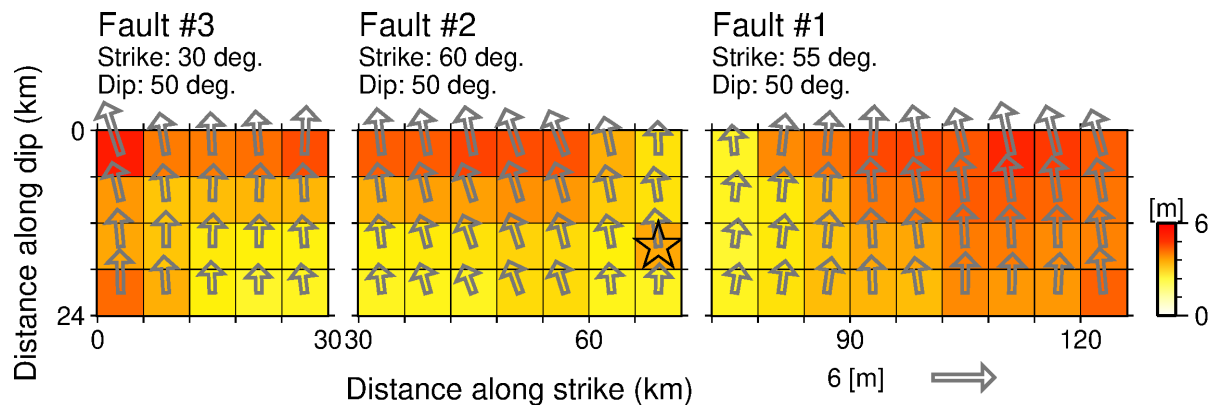 Fault #3
Strike: 30 deg.
Dip: 50 deg.
Fault #2
Strike: 60 deg.
Dip: 50 deg.
Fault #1
Strike: 55 deg.
Dip: 50 deg.
Distance along dip (km)
0
24
0
30
30
60
90
120
[m]
6
0
Distance along strike (km)
6 [m]